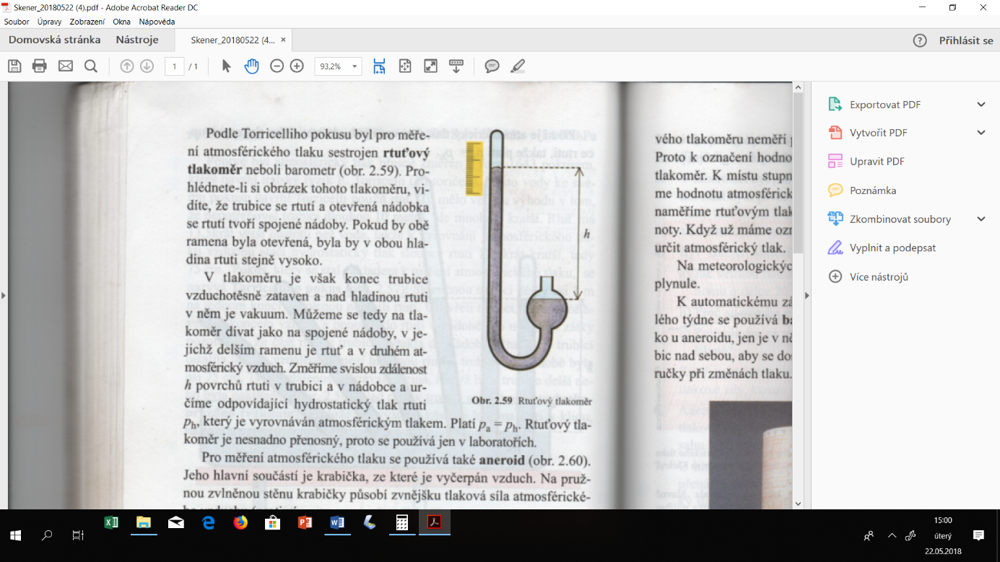 Skener_20180522 (4).pdf - Adobe Acrobat Reader DC
Soubor Úpravy Zobrazení Okna Nápověda
Domovská stránka Nástroje Skener_20180522 (4... × ? Přihlásit se
1 / 1 93,2%
Podle Torricelliho pokusu byl pro měře-
ní atmosférického tlaku sestrojen rtuťový
tlakoměr neboli barometr (obr. 2.59). Pro-
hlédnete-li si obrázek tohoto tlakoměru, vi-
díte, že trubice se rtutí a otevřená nádobka
se rtutí tvoří spojené nádoby. Pokud by obě
ramena byla otevřená, byla by v obou hla-
dina rtuti stejně vysoko.
V tlakoměru je však konec trubice
vzduchotěsně zataven a nad hladinou rtuti
v něm je vakuum. Můžeme se tedy na tla-
koměr dívat jako na spojené nádoby, v je-
jichž delším ramenu je rtuť a v druhém at-
mosférický vzduch. Změříme svislou zdálenost
h povrchů rtuti v trubici a v nádobce a ur-
číme odpovídající hydrostatický tlak rtuti
ph, který je vyrovnáván atmosférickým tlakem. Platí pa = ph. Rtuťový tla-
koměr je nesnadno přenosný, proto se používá jen v laboratořích.
Pro měření atmosférického tlaku se používá také aneroid (obr. 2.60).
Jeho hlavní součástí je krabička, ze které je vyčerpán vzduch. Na pruž-
nou zvlněnou stěnu krabičky působí zvnějšku tlaková síla atmosférické-
h
Obr. 2.59 Rtuťový tlakoměr
vého tlakoměru neměří
Proto k označení hodno
tlakoměr. K místu stupn
me hodnotu atmosférick
naměříme rtuťovým tlak
noty. Když už máme ozn
určit atmosférický tlak.
Na meteorologickýc
plynule.
K automatickému zá
lého týdne se používá ba
ko u aneroidu, jen je v ně
bic nad sebou, aby se do
ručky při změnách tlaku.
Exportovat PDF
Vytvořit PDF
Upravit PDF
Poznámka
Zkombinovat soubory
Vyplnit a podepsat
Více nástrojů
15:00
úterý
22.05.2018